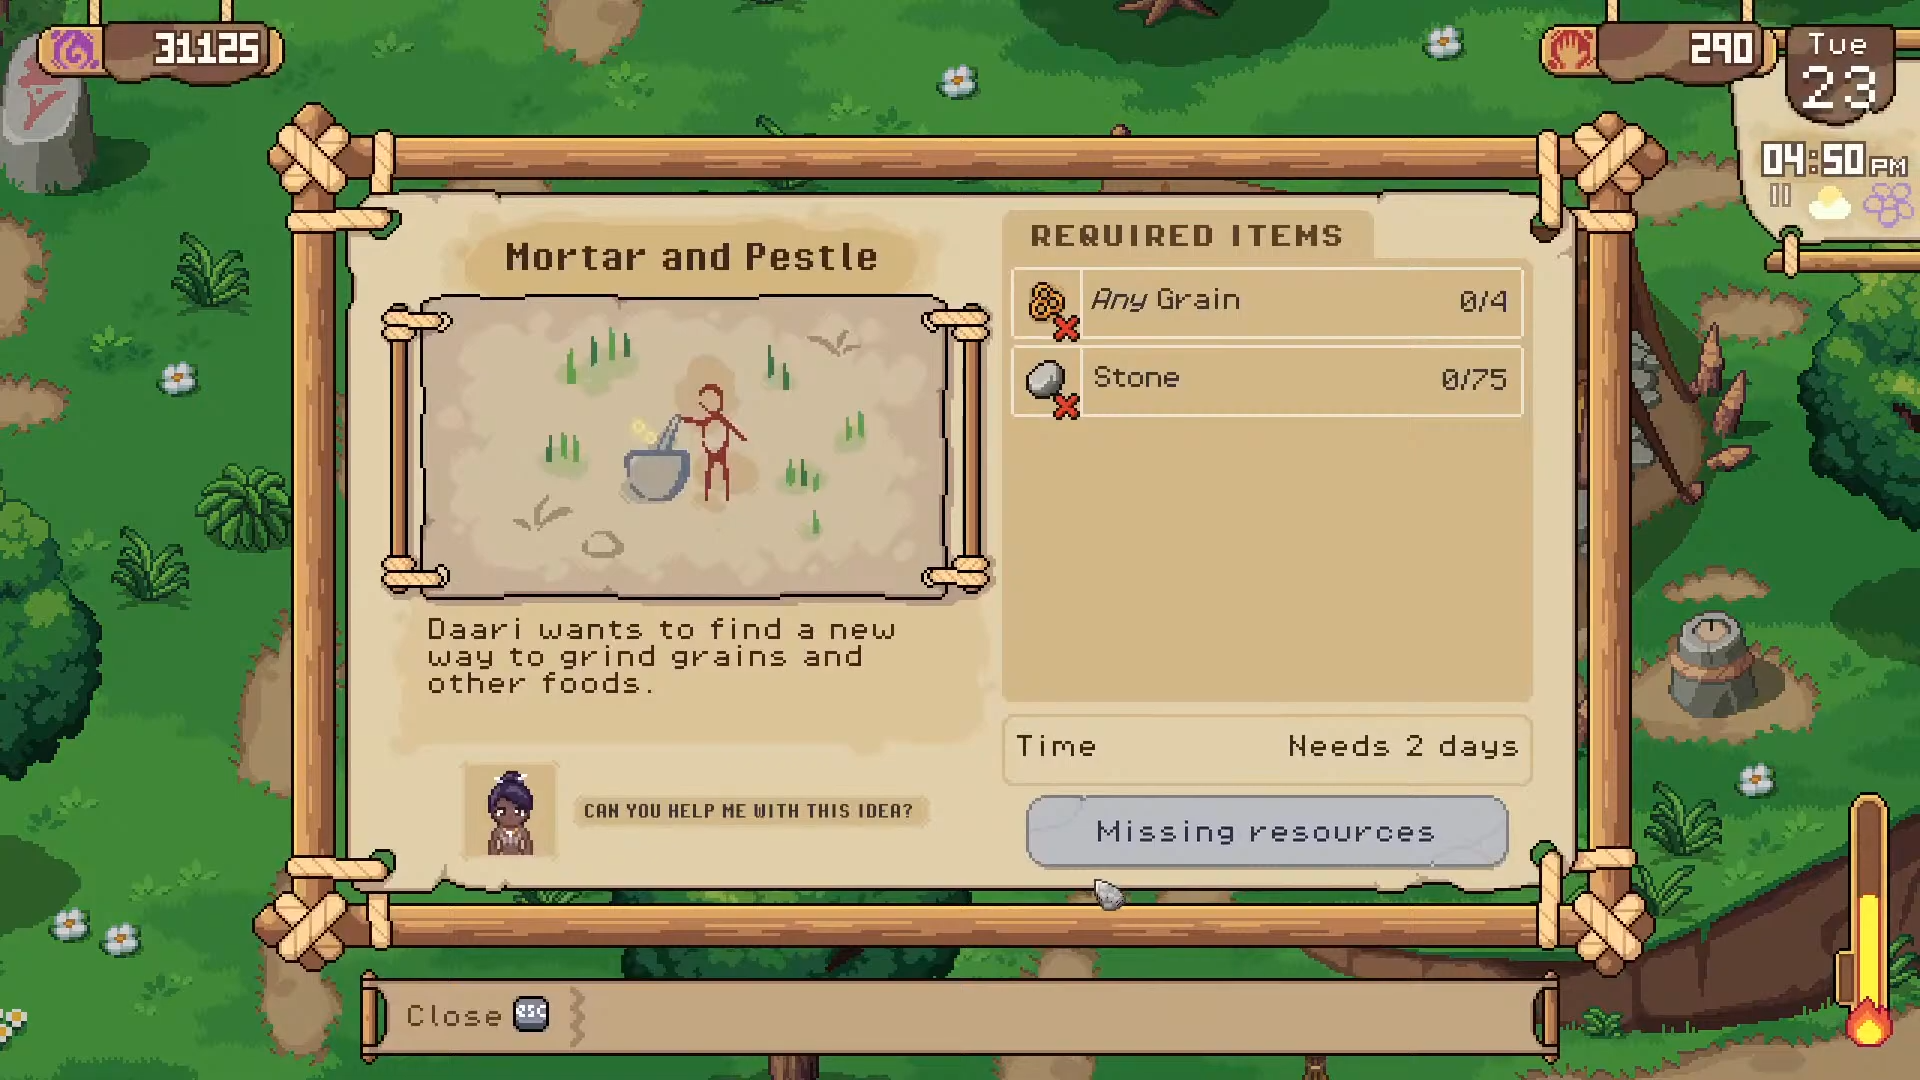 31125
290
Tue
23
04:50 PM
Mortar and Pestle
REQUIRED ITEMS
Any Grain 0/4
Stone 0/75
Daari wants to find a new
way to grind grains and
other foods.
Time Needs 2 days
CAN YOU HELP ME WITH THIS IDEA?
Missing resources
Close esc